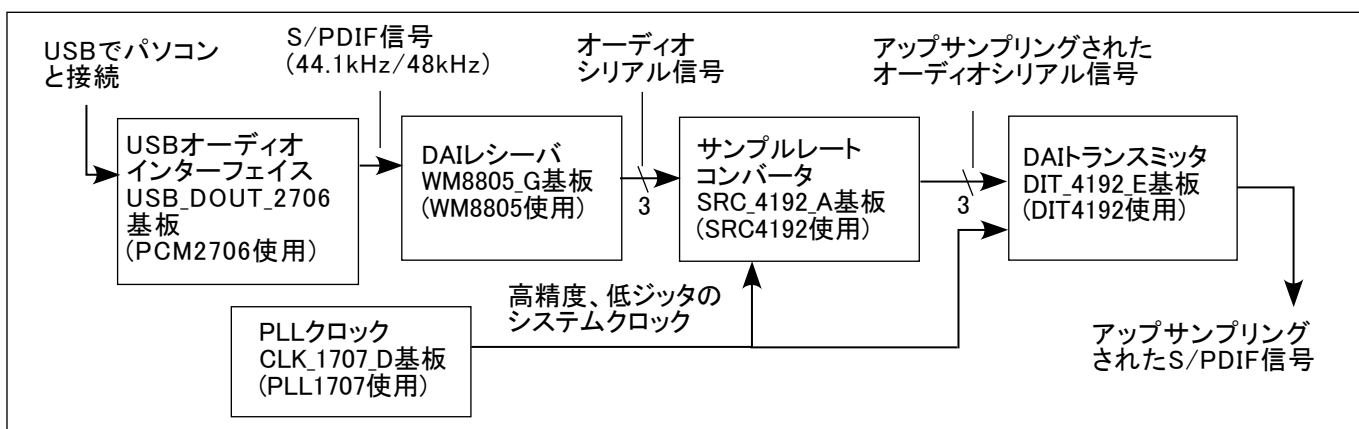 USBでパソコン
と接続
S/PDIF信号
(44.1kHz/48kHz)
オーディオ
シリアル信号
アップサンプリングされた
オーディオシリアル信号
USBオーディオ
インターフェイス
USB_DOUT_2706
基板
(PCM2706使用)
DAIレシーバ
WM8805_G基板
(WM8805使用)
3
サンプルレート
コンバータ
SRC_4192_A基板
(SRC4192使用)
3
DAIトランスミッタ
DIT_4192_E基板
(DIT4192使用)
高精度、低ジッタの
システムクロック
PLLクロック
CLK_1707_D基板
(PLL1707使用)
アップサンプリング
されたS/PDIF信号